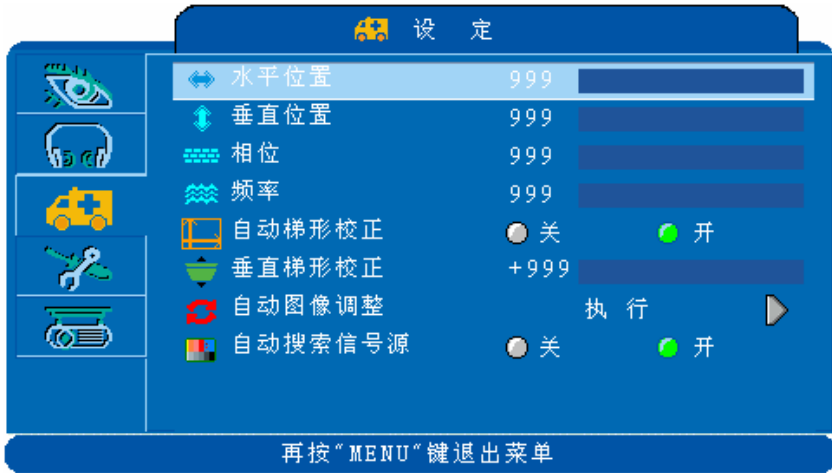 设 定
水平位置 999
垂直位置 999
相位 999
频率 999
自动梯形校正 关 开
垂直梯形校正 +999
自动图像调整 执 行
自动搜索信号源 关 开
再按“MENU“键退出菜单